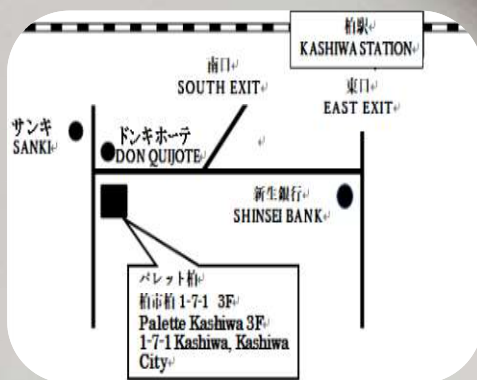 柏駅
KASHIWA STATION
南口
SOUTH EXIT
東口
EAST EXIT
サンキ
SANKI
ドンキホーテ
DON QUIJOTE
新生銀行
SHINSEI BANK
パレット柏
柏市柏 1-7-1 3F
Palette Kashiwa 3F
1-7-1 Kashiwa, Kashiwa
City